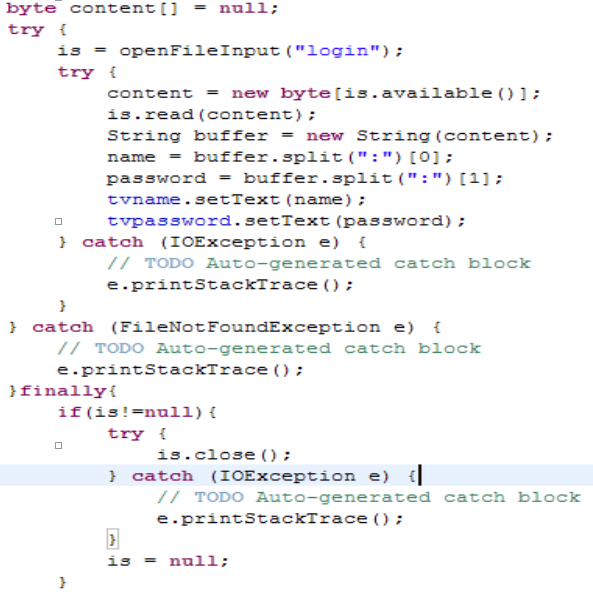 byte content[] = null;
try {
    is = openFileInput("login");
    try {
        content = new byte[is.available()];
        is.read(content);
        String buffer = new String(content);
        name = buffer.split(":")[0];
        password = buffer.split(":")[1];
        tvname.setText(name);
        tvpassword.setText(password);
    } catch (IOException e) {
        // TODO Auto-generated catch block
        e.printStackTrace();
    }
} catch (FileNotFoundException e) {
    // TODO Auto-generated catch block
    e.printStackTrace();
}finally{
    if(is!=null){
        try {
            is.close();
        } catch (IOException e) {
            // TODO Auto-generated catch block
            e.printStackTrace();
        }
        is = null;
    }